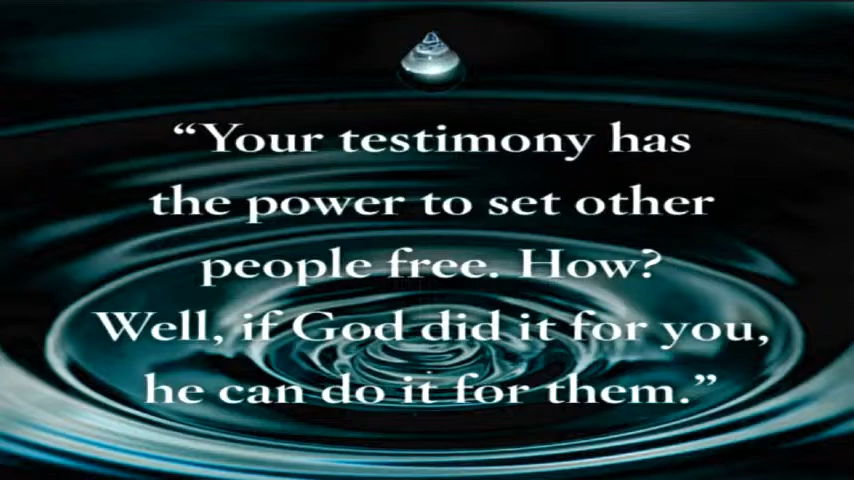 “Your testimony has
the power to set other
people free. How?
Well, if God did it for you,
he can do it for them.”